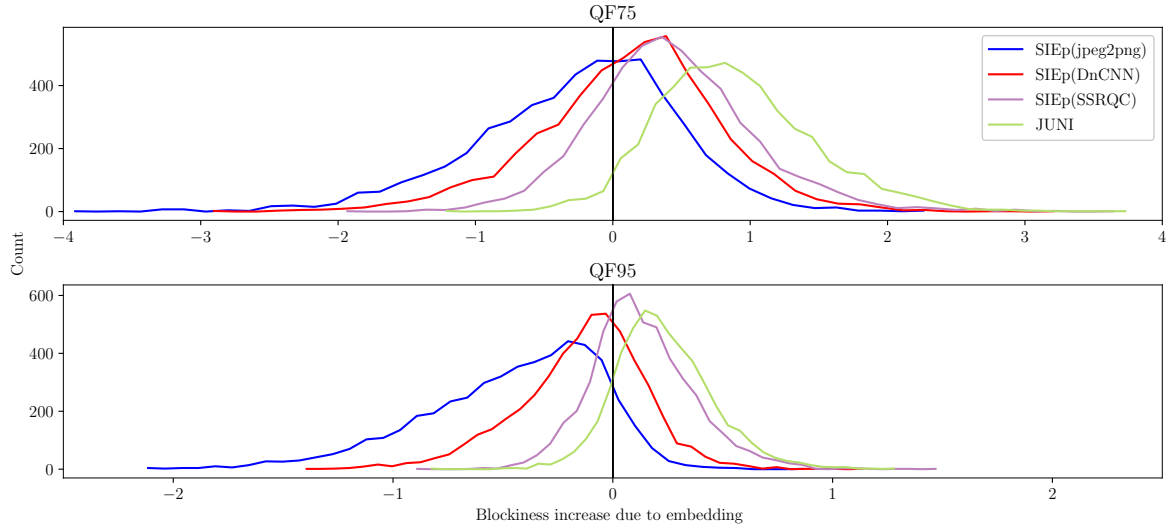 QF75
SIEp(jpeg2png)
SIEp(DnCNN)
SIEp(SSRQC)
JUNI
400
200
0
−4 −3 −2 −1 0 1 2 3 4
Count
QF95
600
400
200
0
−2 −1 0 1 2
Blockiness increase due to embedding